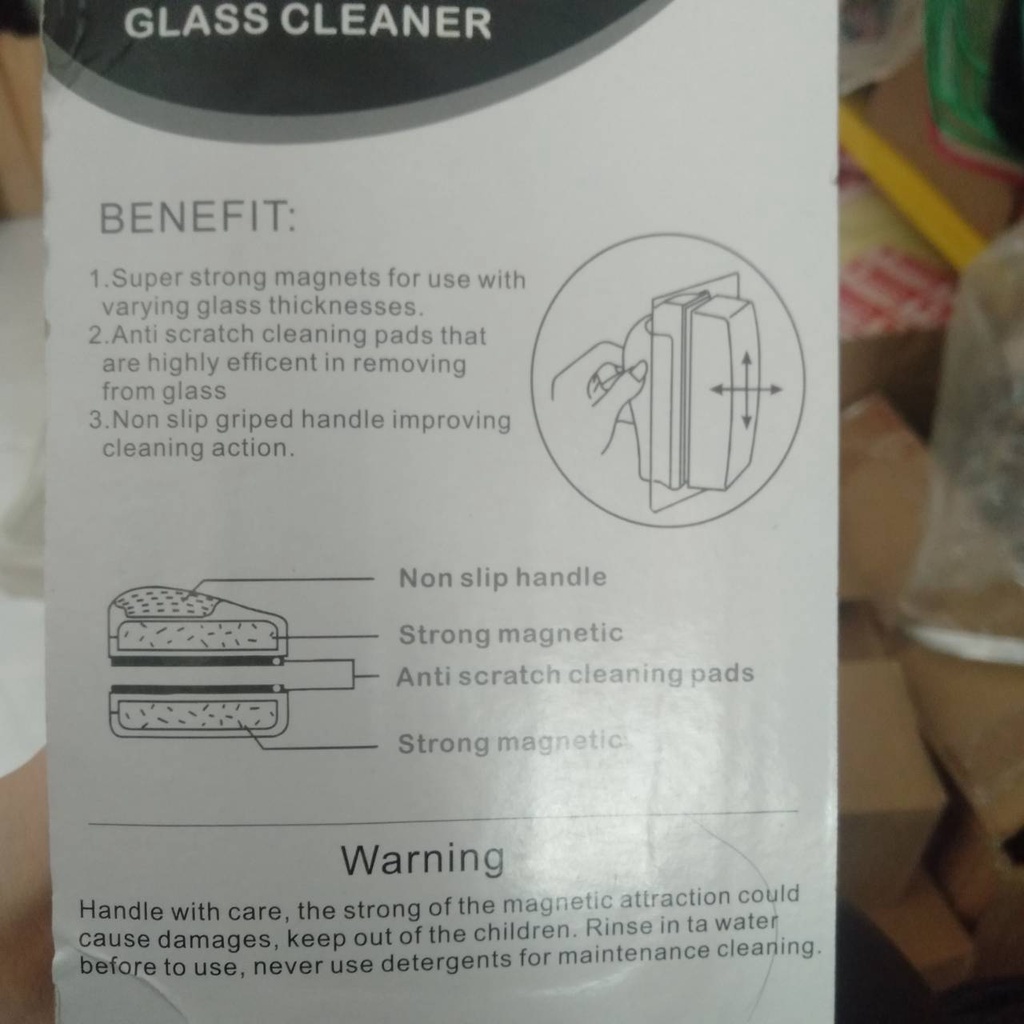 GLASS CLEANER
BENEFIT:
1.Super strong magnets for use with
varying glass thicknesses.
2.Anti scratch cleaning pads that
are highly efficent in removing
from glass
3.Non slip griped handle improving
cleaning action.
Non slip handle
Strong magnetic
Anti scratch cleaning pads
Strong magnetic
Warning
Handle with care, the strong of the magnetic attraction could
cause damages, keep out of the children. Rinse in ta water
before to use, never use detergents for maintenance cleaning.